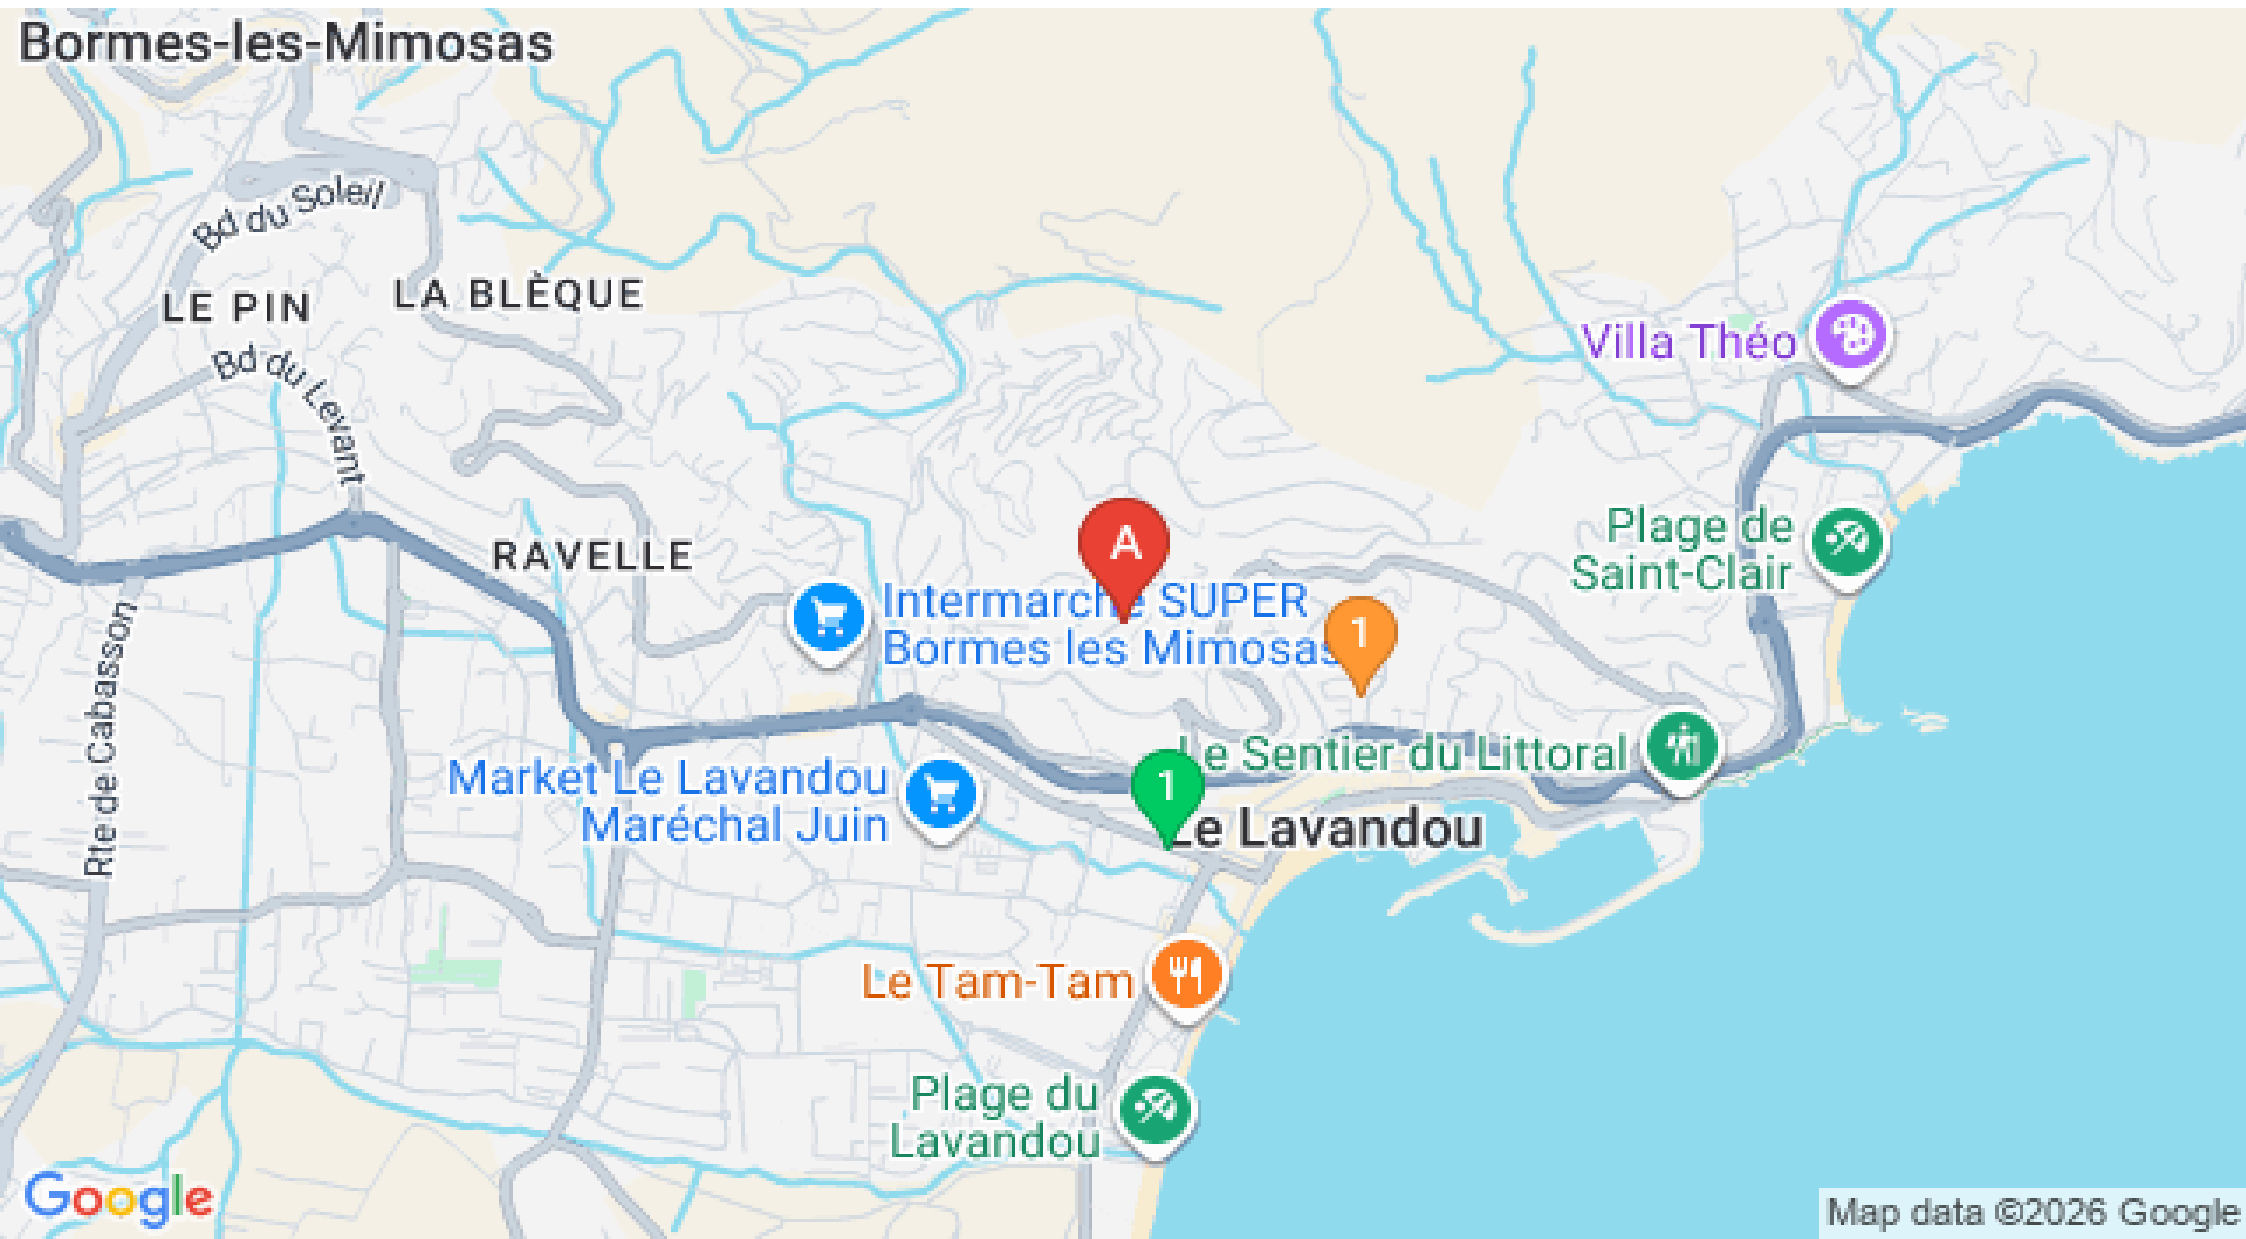 Bormes-les-Mimosas
Bd du Soleil
LE PIN
LA BLÈQUE
Bd du Levant
Villa Théo
RAVELLE
A
Plage de
Saint-Clair
Intermarché SUPER
Bormes les Mimosas
1
Rte de Cabasson
Le Sentier du Littoral
Market Le Lavandou
Maréchal Juin
1
Le Lavandou
Le Tam-Tam
Plage du
Lavandou
Google
Map data ©2026 Google